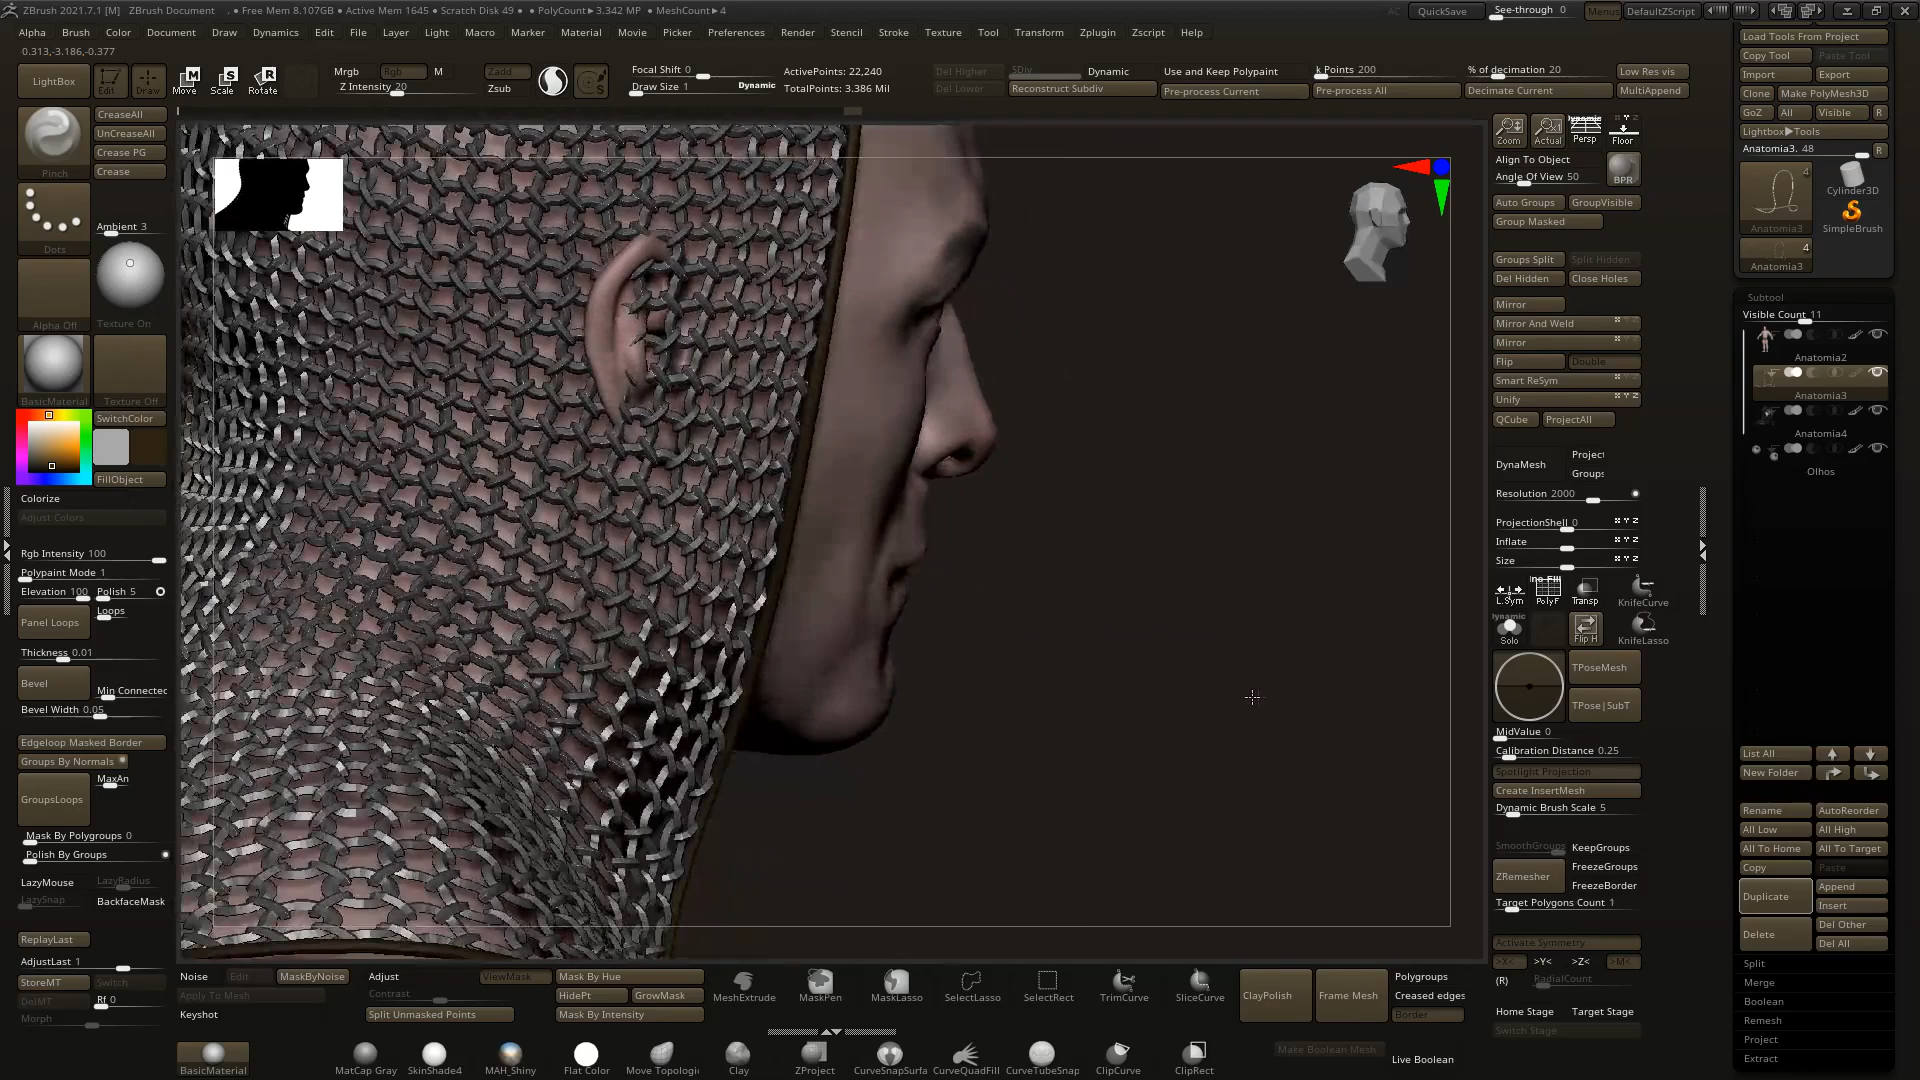 ZBrush 2021.7.1 [M]
ZBrush Document
. • Free Mem 8.107GB • Active Mem 1645 • Scratch Disk 49 • • PolyCount▶3.342 MP • MeshCount▶4
AC
QuickSave
See-through 0
Menus
DefaultZScript
Alpha Brush Color Document Draw Dynamics Edit File Layer Light Macro Marker Material Movie Picker Preferences Render Stencil Stroke Texture Tool Transform Zplugin Zscript Help
0.313,-3.186,-0.377
LightBox
Edit
Draw
Move
Scale
Rotate
Mrgb
Rgb
M
Z Intensity 20
Zadd
Zsub
Focal Shift 0
Draw Size 1
Dynamic
ActivePoints: 22,240
TotalPoints: 3.386 Mil
Del Higher
Del Lower
SDiv
Dynamic
Reconstruct Subdiv
Use and Keep Polypaint
Pre-process Current
k Points 200
Pre-process All
% of decimation 20
Decimate Current
Low Res vis
MultiAppend
Pinch
CreaseAll
UnCreaseAll
Crease PG
Crease
Dots
Ambient 3
Alpha Off
Texture On
BasicMaterial
Texture Off
SwitchColor
FillObject
Colorize
Adjust Colors
Rgb Intensity 100
Polypaint Mode 1
Elevation 100
Polish 5
Panel Loops
Loops
Thickness 0.01
Bevel
Min Connected
Bevel Width 0.05
Edgeloop Masked Border
Groups By Normals
GroupsLoops
MaxAn
Mask By Polygroups 0
Polish By Groups
LazyMouse
LazyRadius
LazySnap
BackfaceMask
ReplayLast
AdjustLast 1
StoreMT
Switch
DelMT
Rf 0
Morph
Zoom
Actual
Dynamic
Persp
Floor
Align To Object
Angle Of View 50
BPR
Auto Groups
GroupVisible
Group Masked
Groups Split
Split Hidden
Del Hidden
Close Holes
Mirror
Mirror And Weld
Mirror
Flip
Double
Smart ReSym
Unify
QCube
ProjectAll
DynaMesh
Project
Groups
Resolution 2000
ProjectionShell 0
Inflate
Size
L.Sym
PolyF
Transp
KnifeCurve
Dynamic
Solo
Flip H
KnifeLasso
TPoseMesh
TPose|SubT
MidValue 0
Calibration Distance 0.25
Spotlight Projection
Create InsertMesh
Dynamic Brush Scale 5
SmoothGroups
KeepGroups
ZRemesher
FreezeGroups
FreezeBorder
Target Polygons Count 1
Activate Symmetry
>X<
>Y<
>Z<
>M<
(R)
RadialCount
Home Stage
Target Stage
Switch Stage
Load Tools From Project
Copy Tool
Paste Tool
Import
Export
Clone
Make PolyMesh3D
GoZ
All
Visible
R
Lightbox▶Tools
Anatomia3. 48
R
4
Anatomia3
Cylinder3D
SimpleBrush
4
Anatomia3
Subtool
Visible Count 11
Anatomia2
Anatomia3
Anatomia4
Olhos
List All
New Folder
Rename
AutoReorder
All Low
All High
All To Home
All To Target
Copy
Paste
Duplicate
Append
Insert
Delete
Del Other
Del All
Split
Merge
Boolean
Remesh
Project
Extract
Noise
Edit
MaskByNoise
Apply To Mesh
Keyshot
Adjust
ViewMask
Contrast
Split Unmasked Points
Mask By Hue
HidePt
GrowMask
Mask By Intensity
MeshExtrude
MaskPen
MaskLasso
SelectLasso
SelectRect
TrimCurve
SliceCurve
ClayPolish
Frame Mesh
Polygroups
Creased edges
Border
BasicMaterial
MatCap Gray
SkinShade4
MAH_Shiny
Flat Color
Move Topologi
Clay
ZProject
CurveSnapSurfa
CurveQuadFill
CurveTubeSnap
ClipCurve
ClipRect
Make Boolean Mesh
Live Boolean